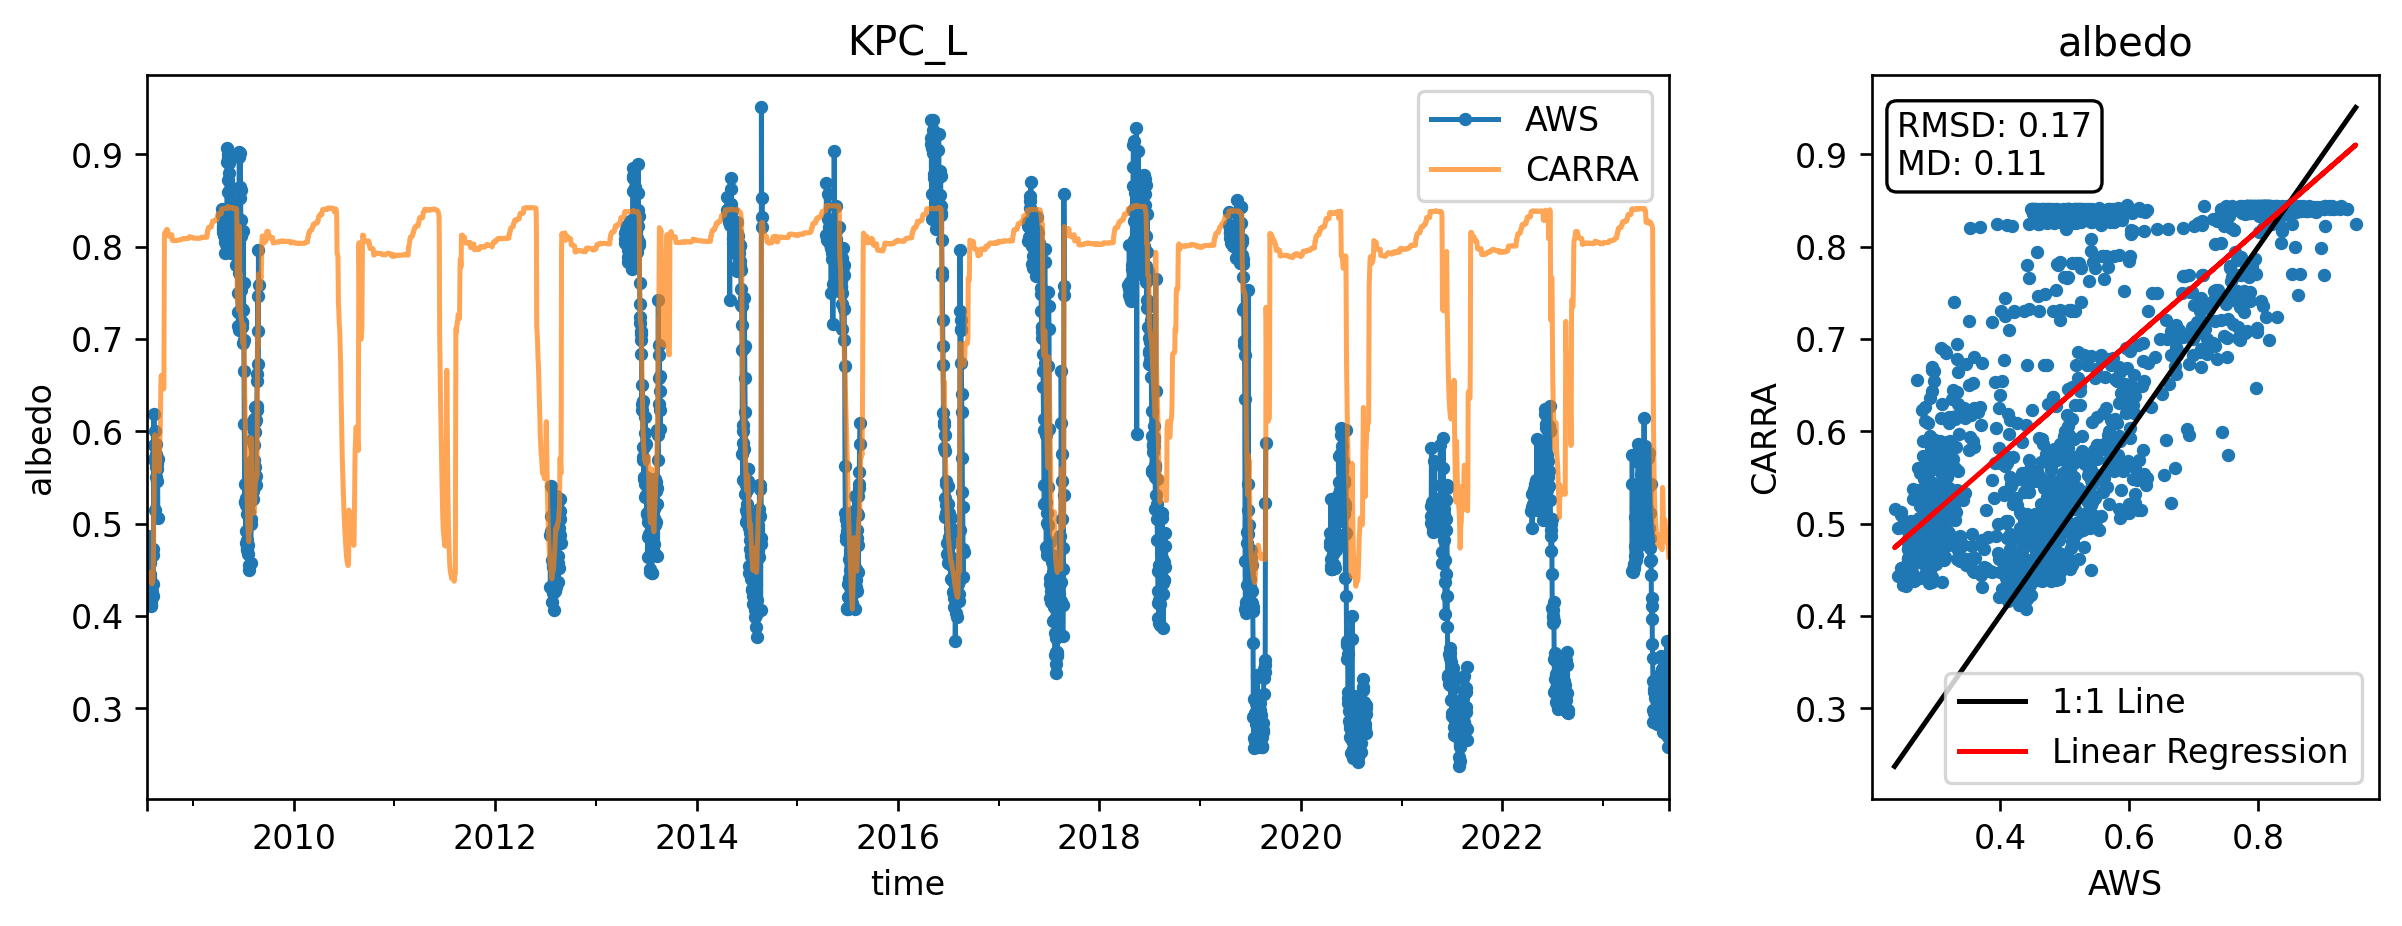 KPC_L
albedo
0.9
0.8
0.7
0.6
0.5
0.4
0.3
AWS
CARRA
2010 2012 2014 2016 2018 2020 2022
time
albedo
CARRA
0.9
0.8
0.7
0.6
0.5
0.4
0.3
RMSD: 0.17
MD: 0.11
1:1 Line
Linear Regression
0.4 0.6 0.8
AWS